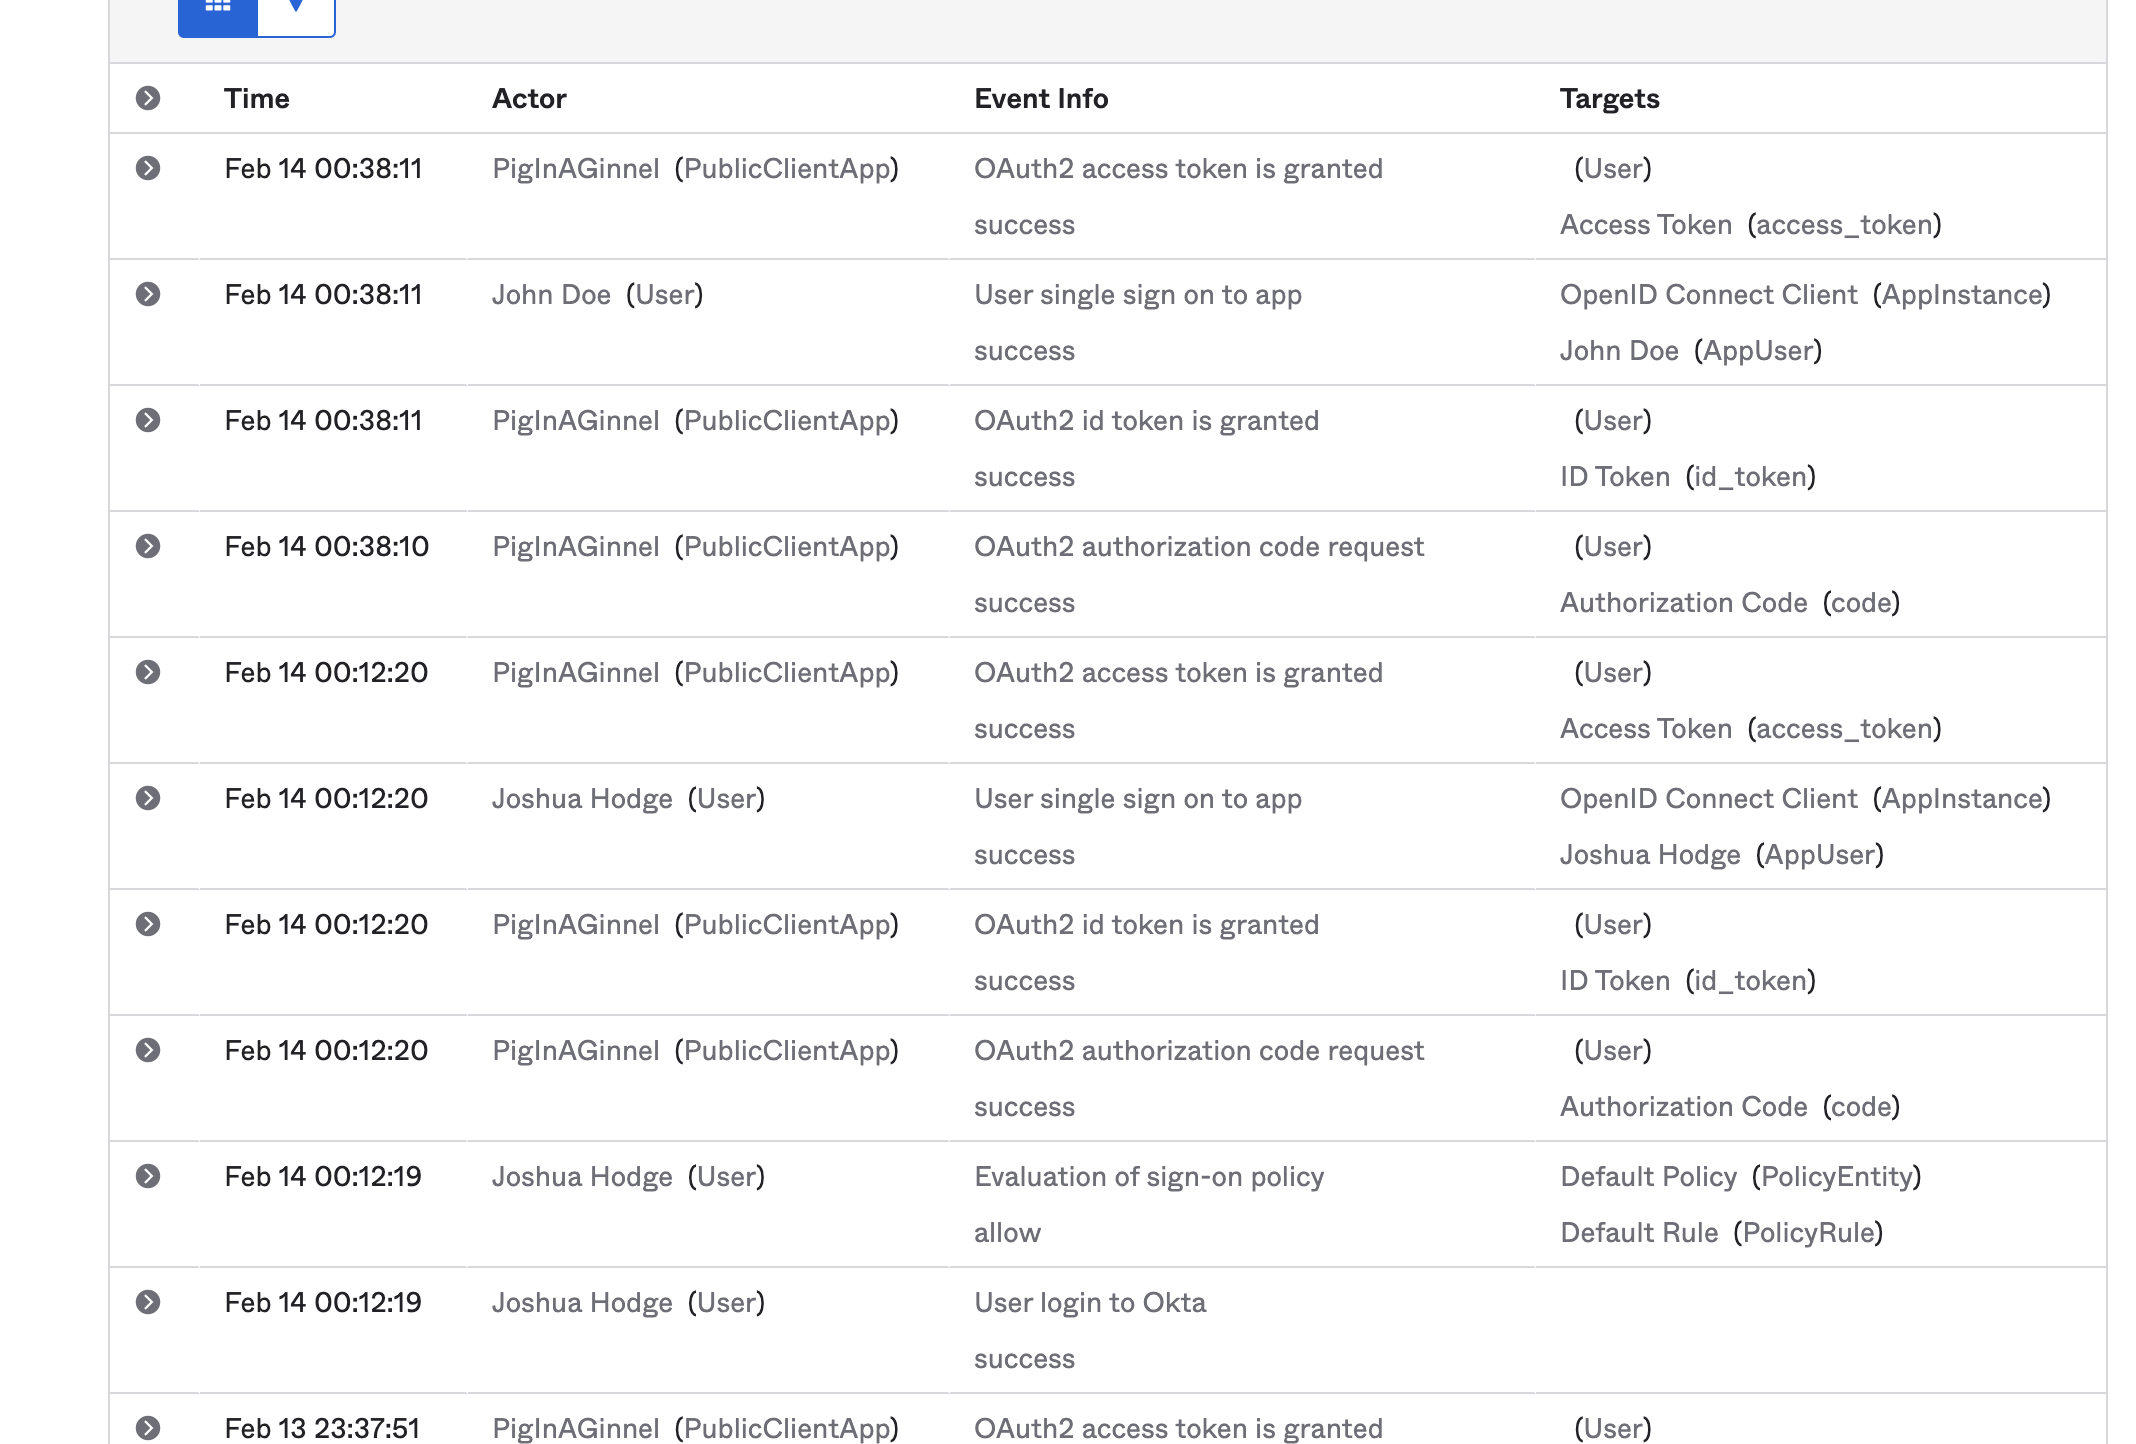 Time Actor Event Info Targets
Feb 14 00:38:11 PigInAGinnel (PublicClientApp) OAuth2 access token is granted (User)
success Access Token (access_token)
Feb 14 00:38:11 John Doe (User) User single sign on to app OpenID Connect Client (AppInstance)
success John Doe (AppUser)
Feb 14 00:38:11 PigInAGinnel (PublicClientApp) OAuth2 id token is granted (User)
success ID Token (id_token)
Feb 14 00:38:10 PigInAGinnel (PublicClientApp) OAuth2 authorization code request (User)
success Authorization Code (code)
Feb 14 00:12:20 PigInAGinnel (PublicClientApp) OAuth2 access token is granted (User)
success Access Token (access_token)
Feb 14 00:12:20 Joshua Hodge (User) User single sign on to app OpenID Connect Client (AppInstance)
success Joshua Hodge (AppUser)
Feb 14 00:12:20 PigInAGinnel (PublicClientApp) OAuth2 id token is granted (User)
success ID Token (id_token)
Feb 14 00:12:20 PigInAGinnel (PublicClientApp) OAuth2 authorization code request (User)
success Authorization Code (code)
Feb 14 00:12:19 Joshua Hodge (User) Evaluation of sign-on policy Default Policy (PolicyEntity)
allow Default Rule (PolicyRule)
Feb 14 00:12:19 Joshua Hodge (User) User login to Okta
success
Feb 13 23:37:51 PigInAGinnel (PublicClientApp) OAuth2 access token is granted (User)